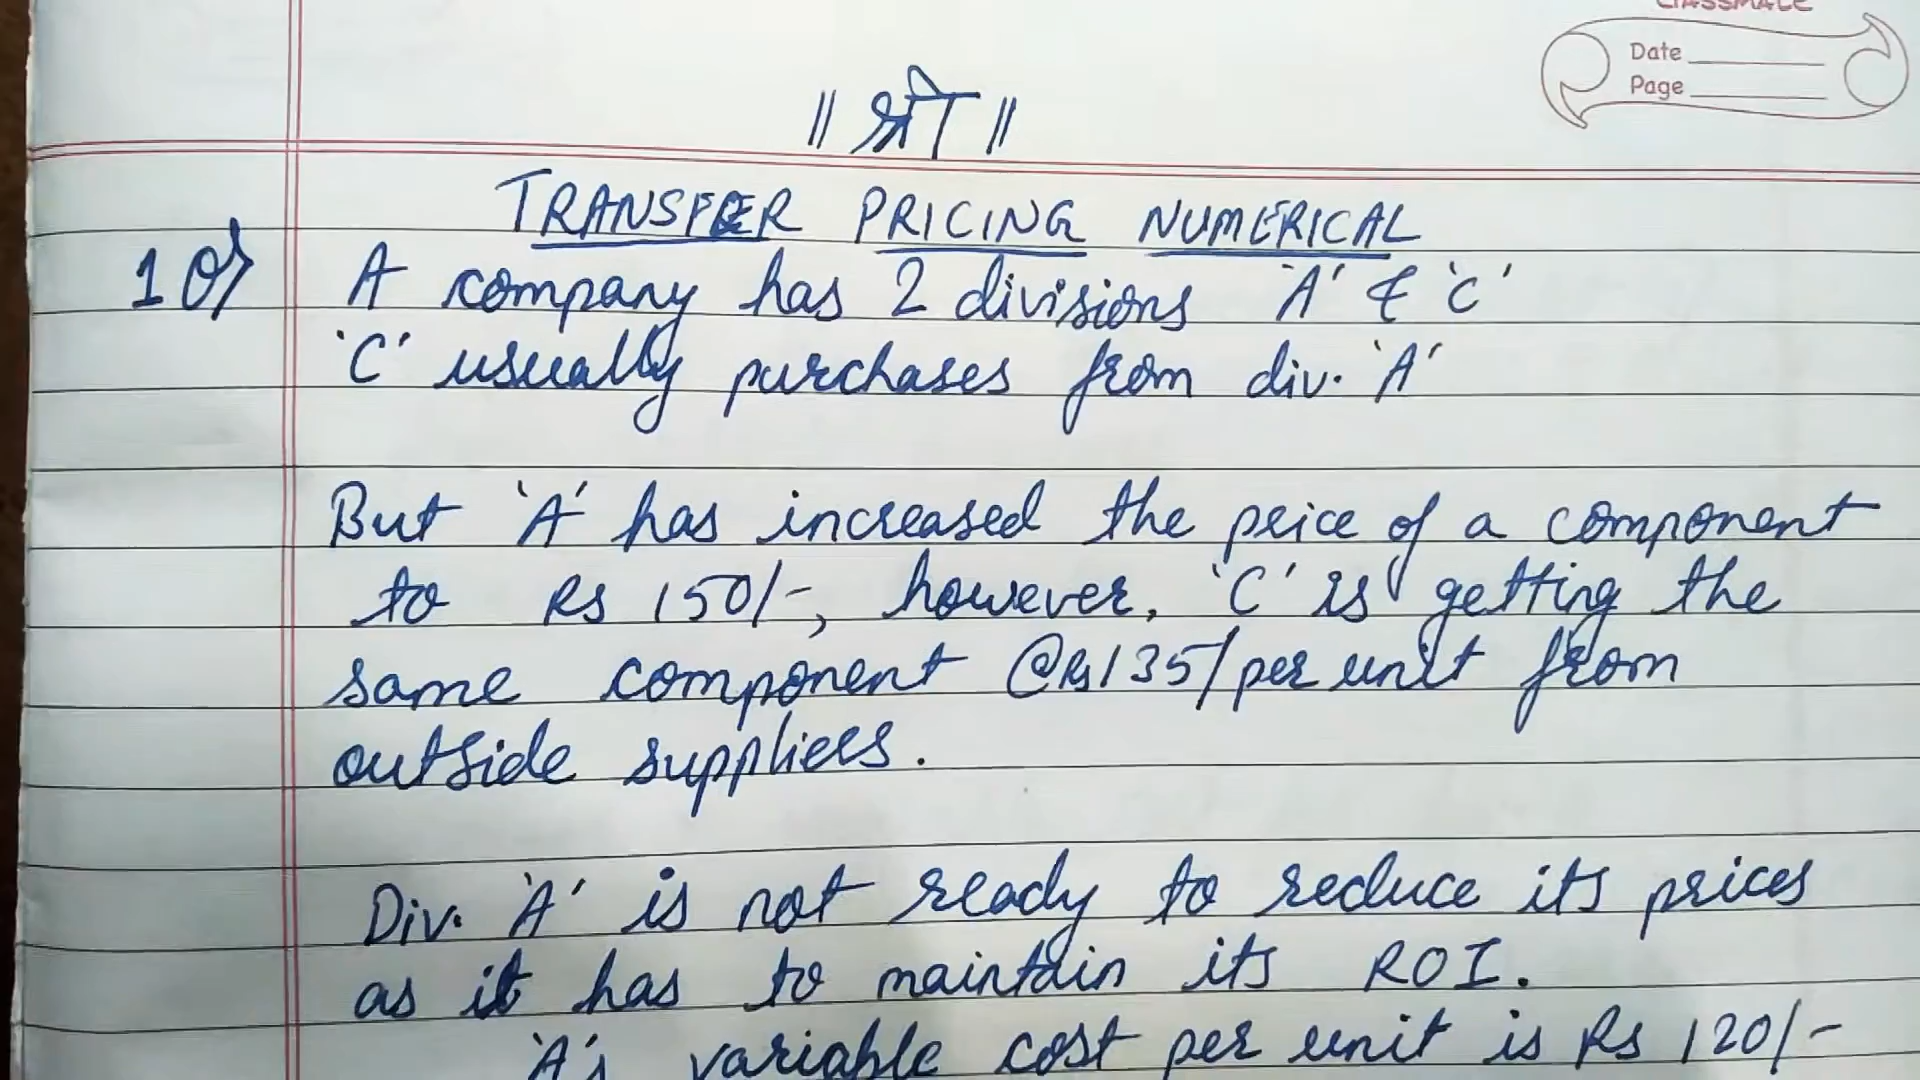 classmate
Date
Page
॥ श्री ॥
TRANSFER PRICING NUMERICAL
1 Q) A company has 2 divisions 'A' & 'C'
'C' usually purchases from div. 'A'
But 'A' has increased the price of a component
to Rs 150/-, however, 'C' is getting the
same component @Rs135/per unit from
outside suppliers.
Div. 'A' is not ready to reduce its prices
as it has to maintain its ROI.
'A's variable cost per unit is Rs 120/-